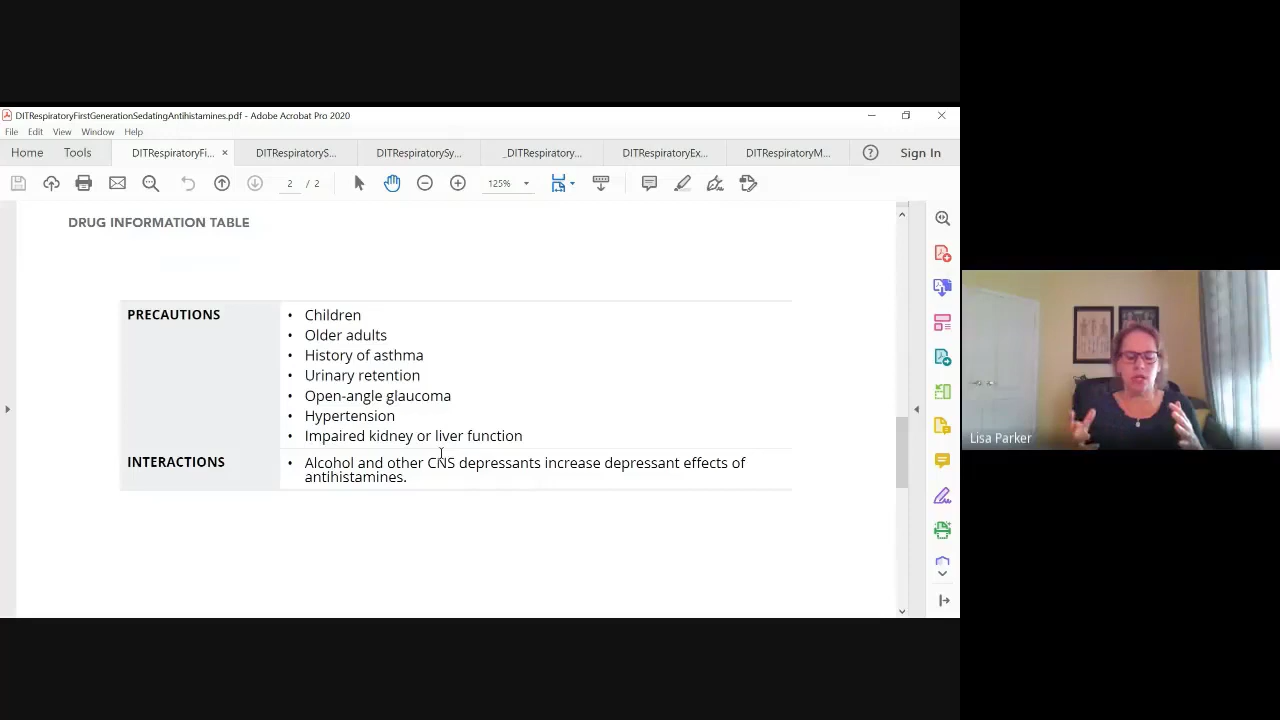 DITRespiratoryFirstGenerationSedatingAntihistamines.pdf - Adobe Acrobat Pro 2020
File Edit View Window Help
Home Tools DITRespiratoryFi... × DITRespiratoryS... DITRespiratorySy... _DITRespiratory... DITRespiratoryEx... DITRespiratoryM... Sign In
2 / 2 125%
DRUG INFORMATION TABLE
PRECAUTIONS
• Children
• Older adults
• History of asthma
• Urinary retention
• Open-angle glaucoma
• Hypertension
• Impaired kidney or liver function
INTERACTIONS
• Alcohol and other CNS depressants increase depressant effects of
antihistamines.
Lisa Parker